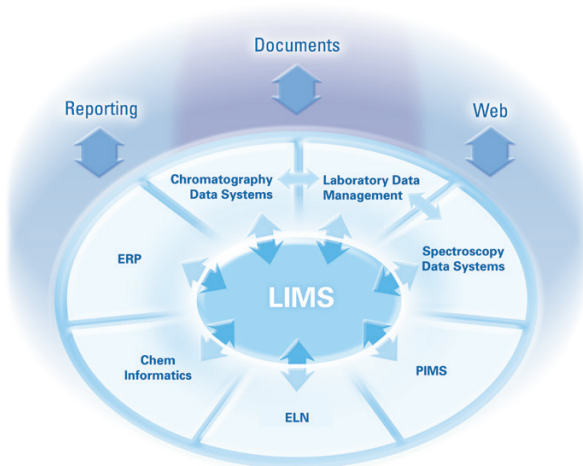 Documents
Reporting
Web
Chromatography
Data Systems
Laboratory Data
Management
ERP
Spectroscopy
Data Systems
LIMS
Chem
Informatics
PIMS
ELN